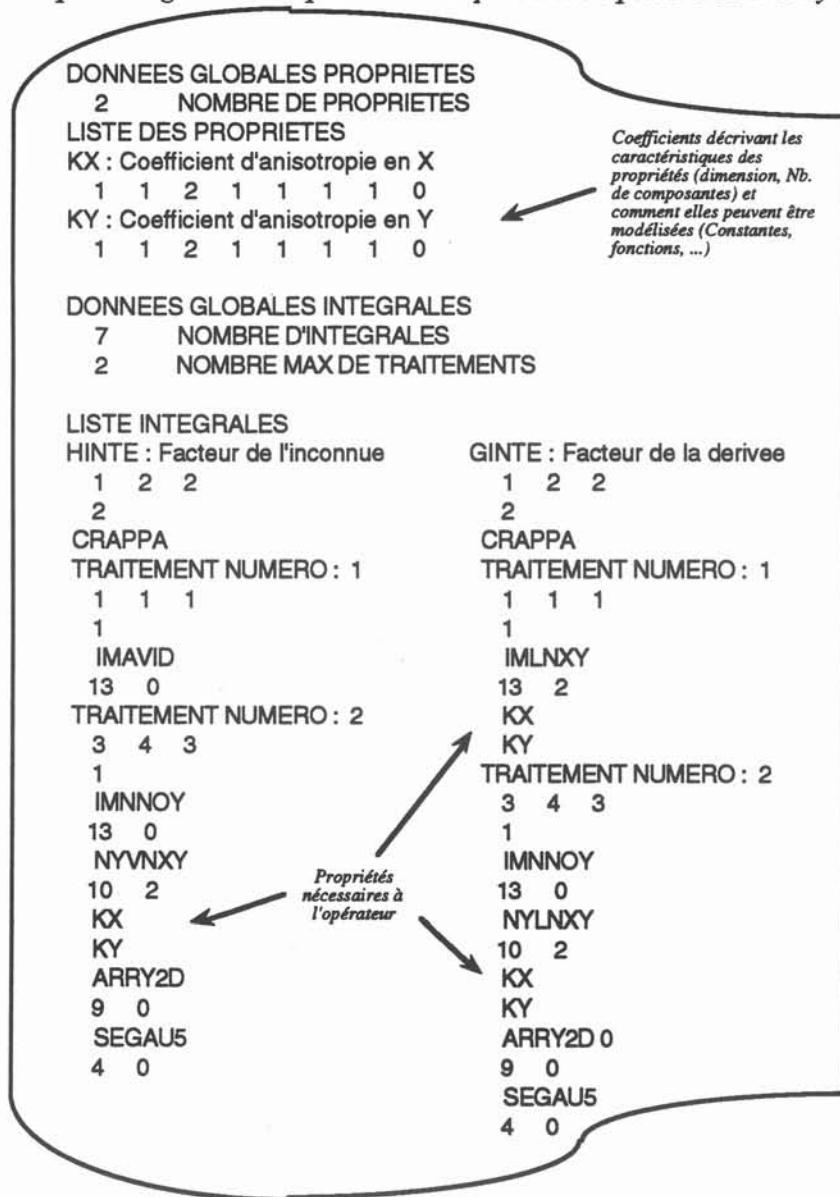 DONNEES GLOBALES PROPRIETES
2 NOMBRE DE PROPRIETES
LISTE DES PROPRIETES
KX : Coefficient d'anisotropie en X
1 1 2 1 1 1 1 0
KY : Coefficient d'anisotropie en Y
1 1 2 1 1 1 1 0
Coefficients décrivant les
caractéristiques des
propriétés (dimension, Nb.
de composantes) et
comment elles peuvent être
modélisées (Constantes,
fonctions, ...)
DONNEES GLOBALES INTEGRALES
7 NOMBRE D'INTEGRALES
2 NOMBRE MAX DE TRAITEMENTS
LISTE INTEGRALES
HINTE : Facteur de l'inconnue
1 2 2
2
CRAPPA
TRAITEMENT NUMERO : 1
1 1 1
1
IMAVID
13 0
TRAITEMENT NUMERO : 2
3 4 3
1
IMNNOY
13 0
NYVNXY
10 2
KX
KY
ARRY2D
9 0
SEGAU5
4 0
Propriétés
nécessaires à
l'opérateur
GINTE : Facteur de la derivee
1 2 2
2
CRAPPA
TRAITEMENT NUMERO : 1
1 1 1
1
IMLNXY
13 2
KX
KY
TRAITEMENT NUMERO : 2
3 4 3
1
IMNNOY
13 0
NYLNXY
10 2
KX
KY
ARRY2D 0
9 0
SEGAU5
4 0